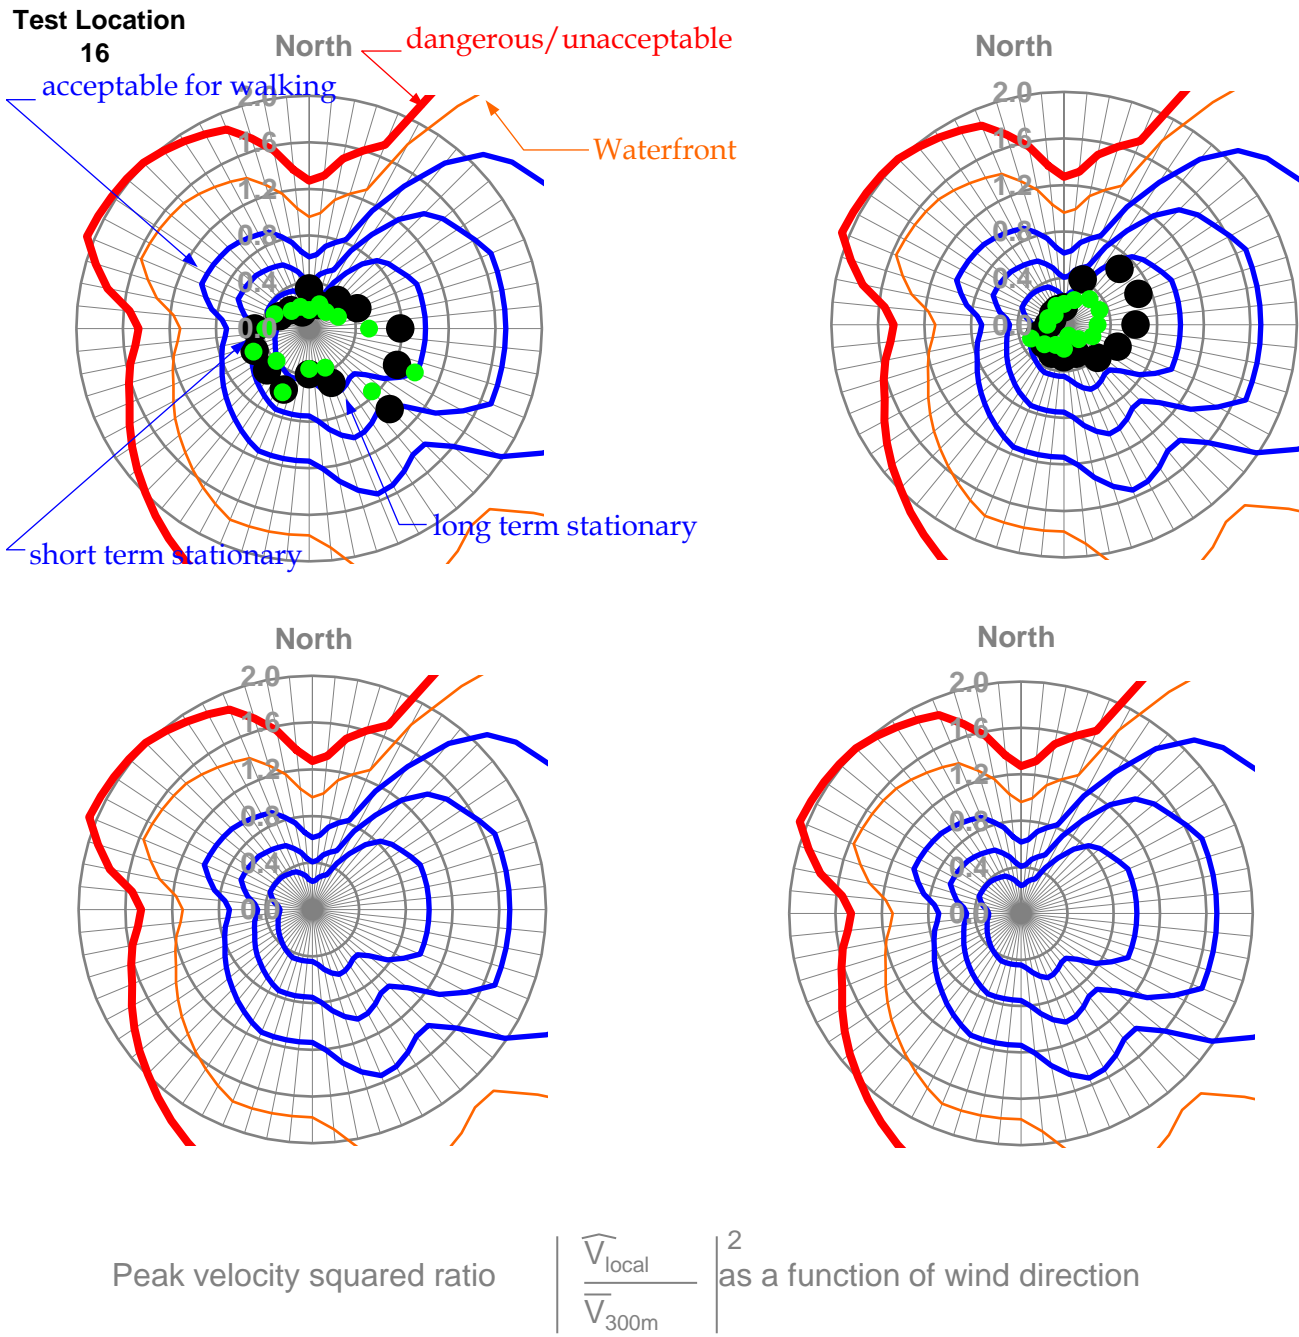 Test Location
16
North
dangerous/unacceptable
North
acceptable for walking
2.0
1.6
1.2
0.8
0.4
0.0
Waterfront
2.0
1.6
1.2
0.8
0.4
0.0
long term stationary
short term stationary
North
2.0
1.6
1.2
0.8
0.4
0.0
North
2.0
1.6
1.2
0.8
0.4
0.0
Peak velocity squared ratio | V̂local / V̅300m |² as a function of wind direction